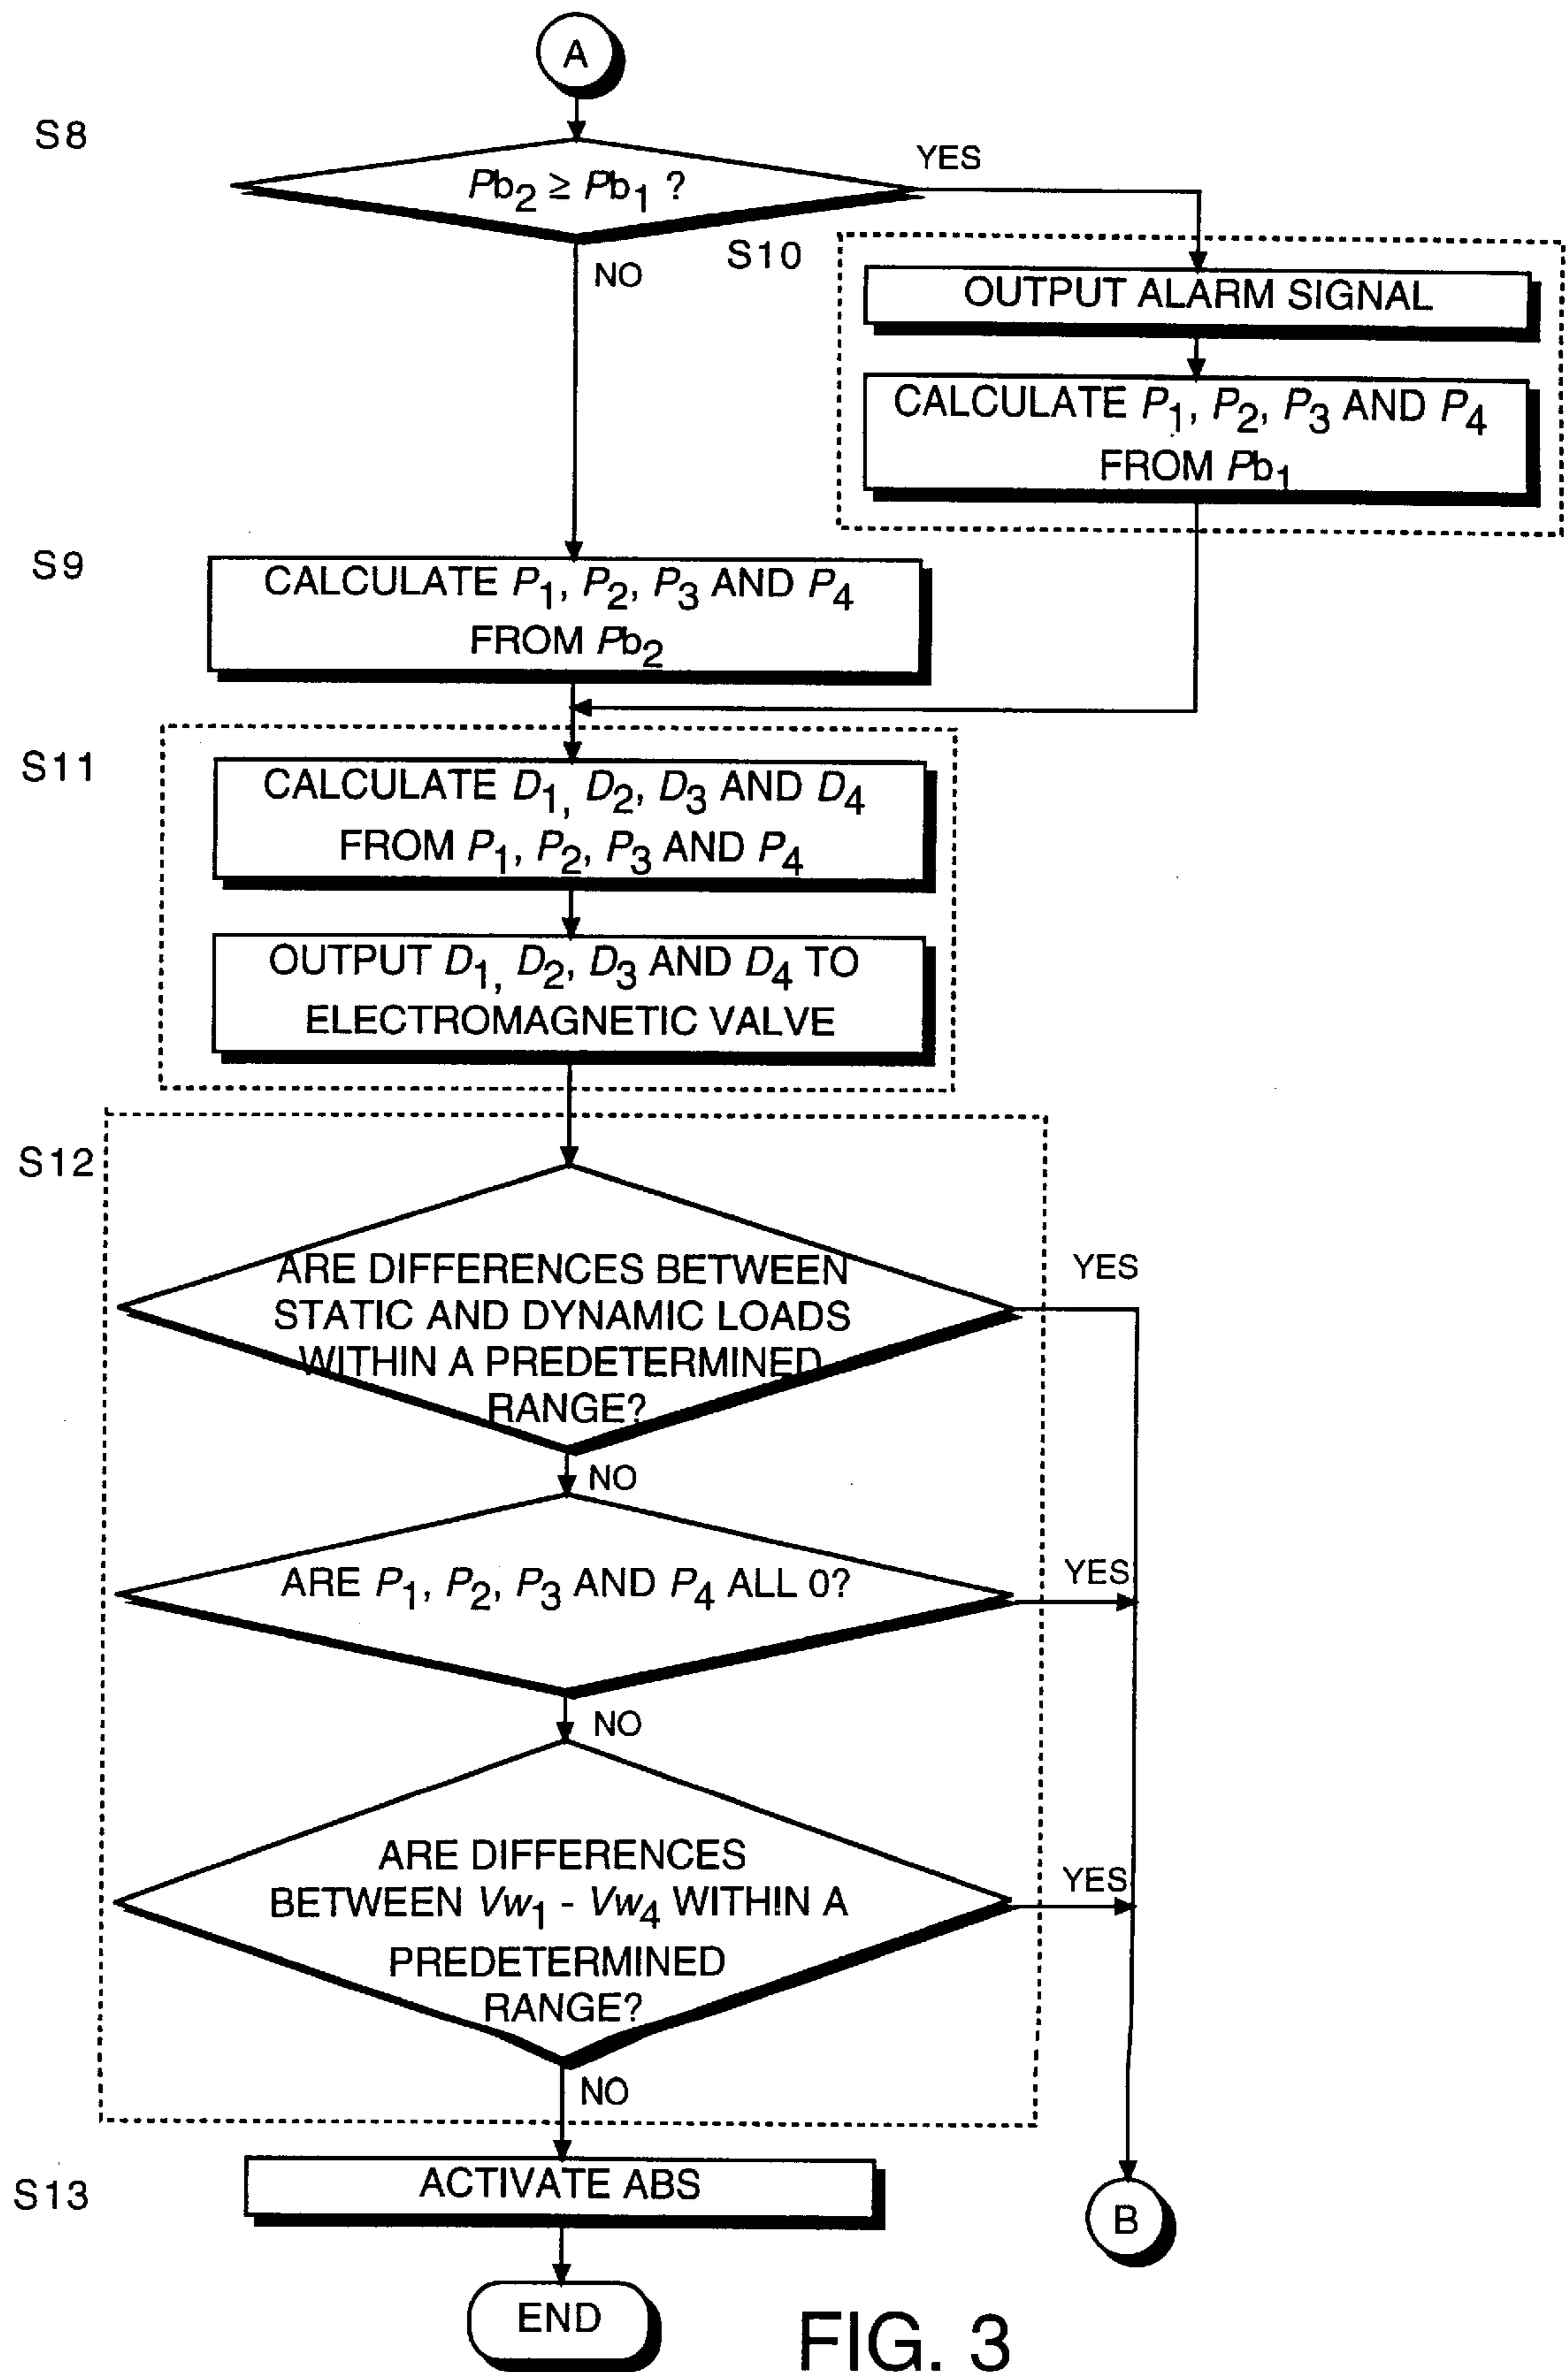 A
S8
Pb2 ≥ Pb1 ?
YES
NO
S10
OUTPUT ALARM SIGNAL
CALCULATE P1, P2, P3 AND P4
FROM Pb1
S9
CALCULATE P1, P2, P3 AND P4
FROM Pb2
S11
CALCULATE D1, D2, D3 AND D4
FROM P1, P2, P3 AND P4
OUTPUT D1, D2, D3 AND D4 TO
ELECTROMAGNETIC VALVE
S12
ARE DIFFERENCES BETWEEN
STATIC AND DYNAMIC LOADS
WITHIN A PREDETERMINED
RANGE?
YES
NO
ARE P1, P2, P3 AND P4 ALL 0?
YES
NO
ARE DIFFERENCES
BETWEEN Vw1 - Vw4 WITHIN A
PREDETERMINED
RANGE?
YES
NO
S13
ACTIVATE ABS
B
END
FIG. 3